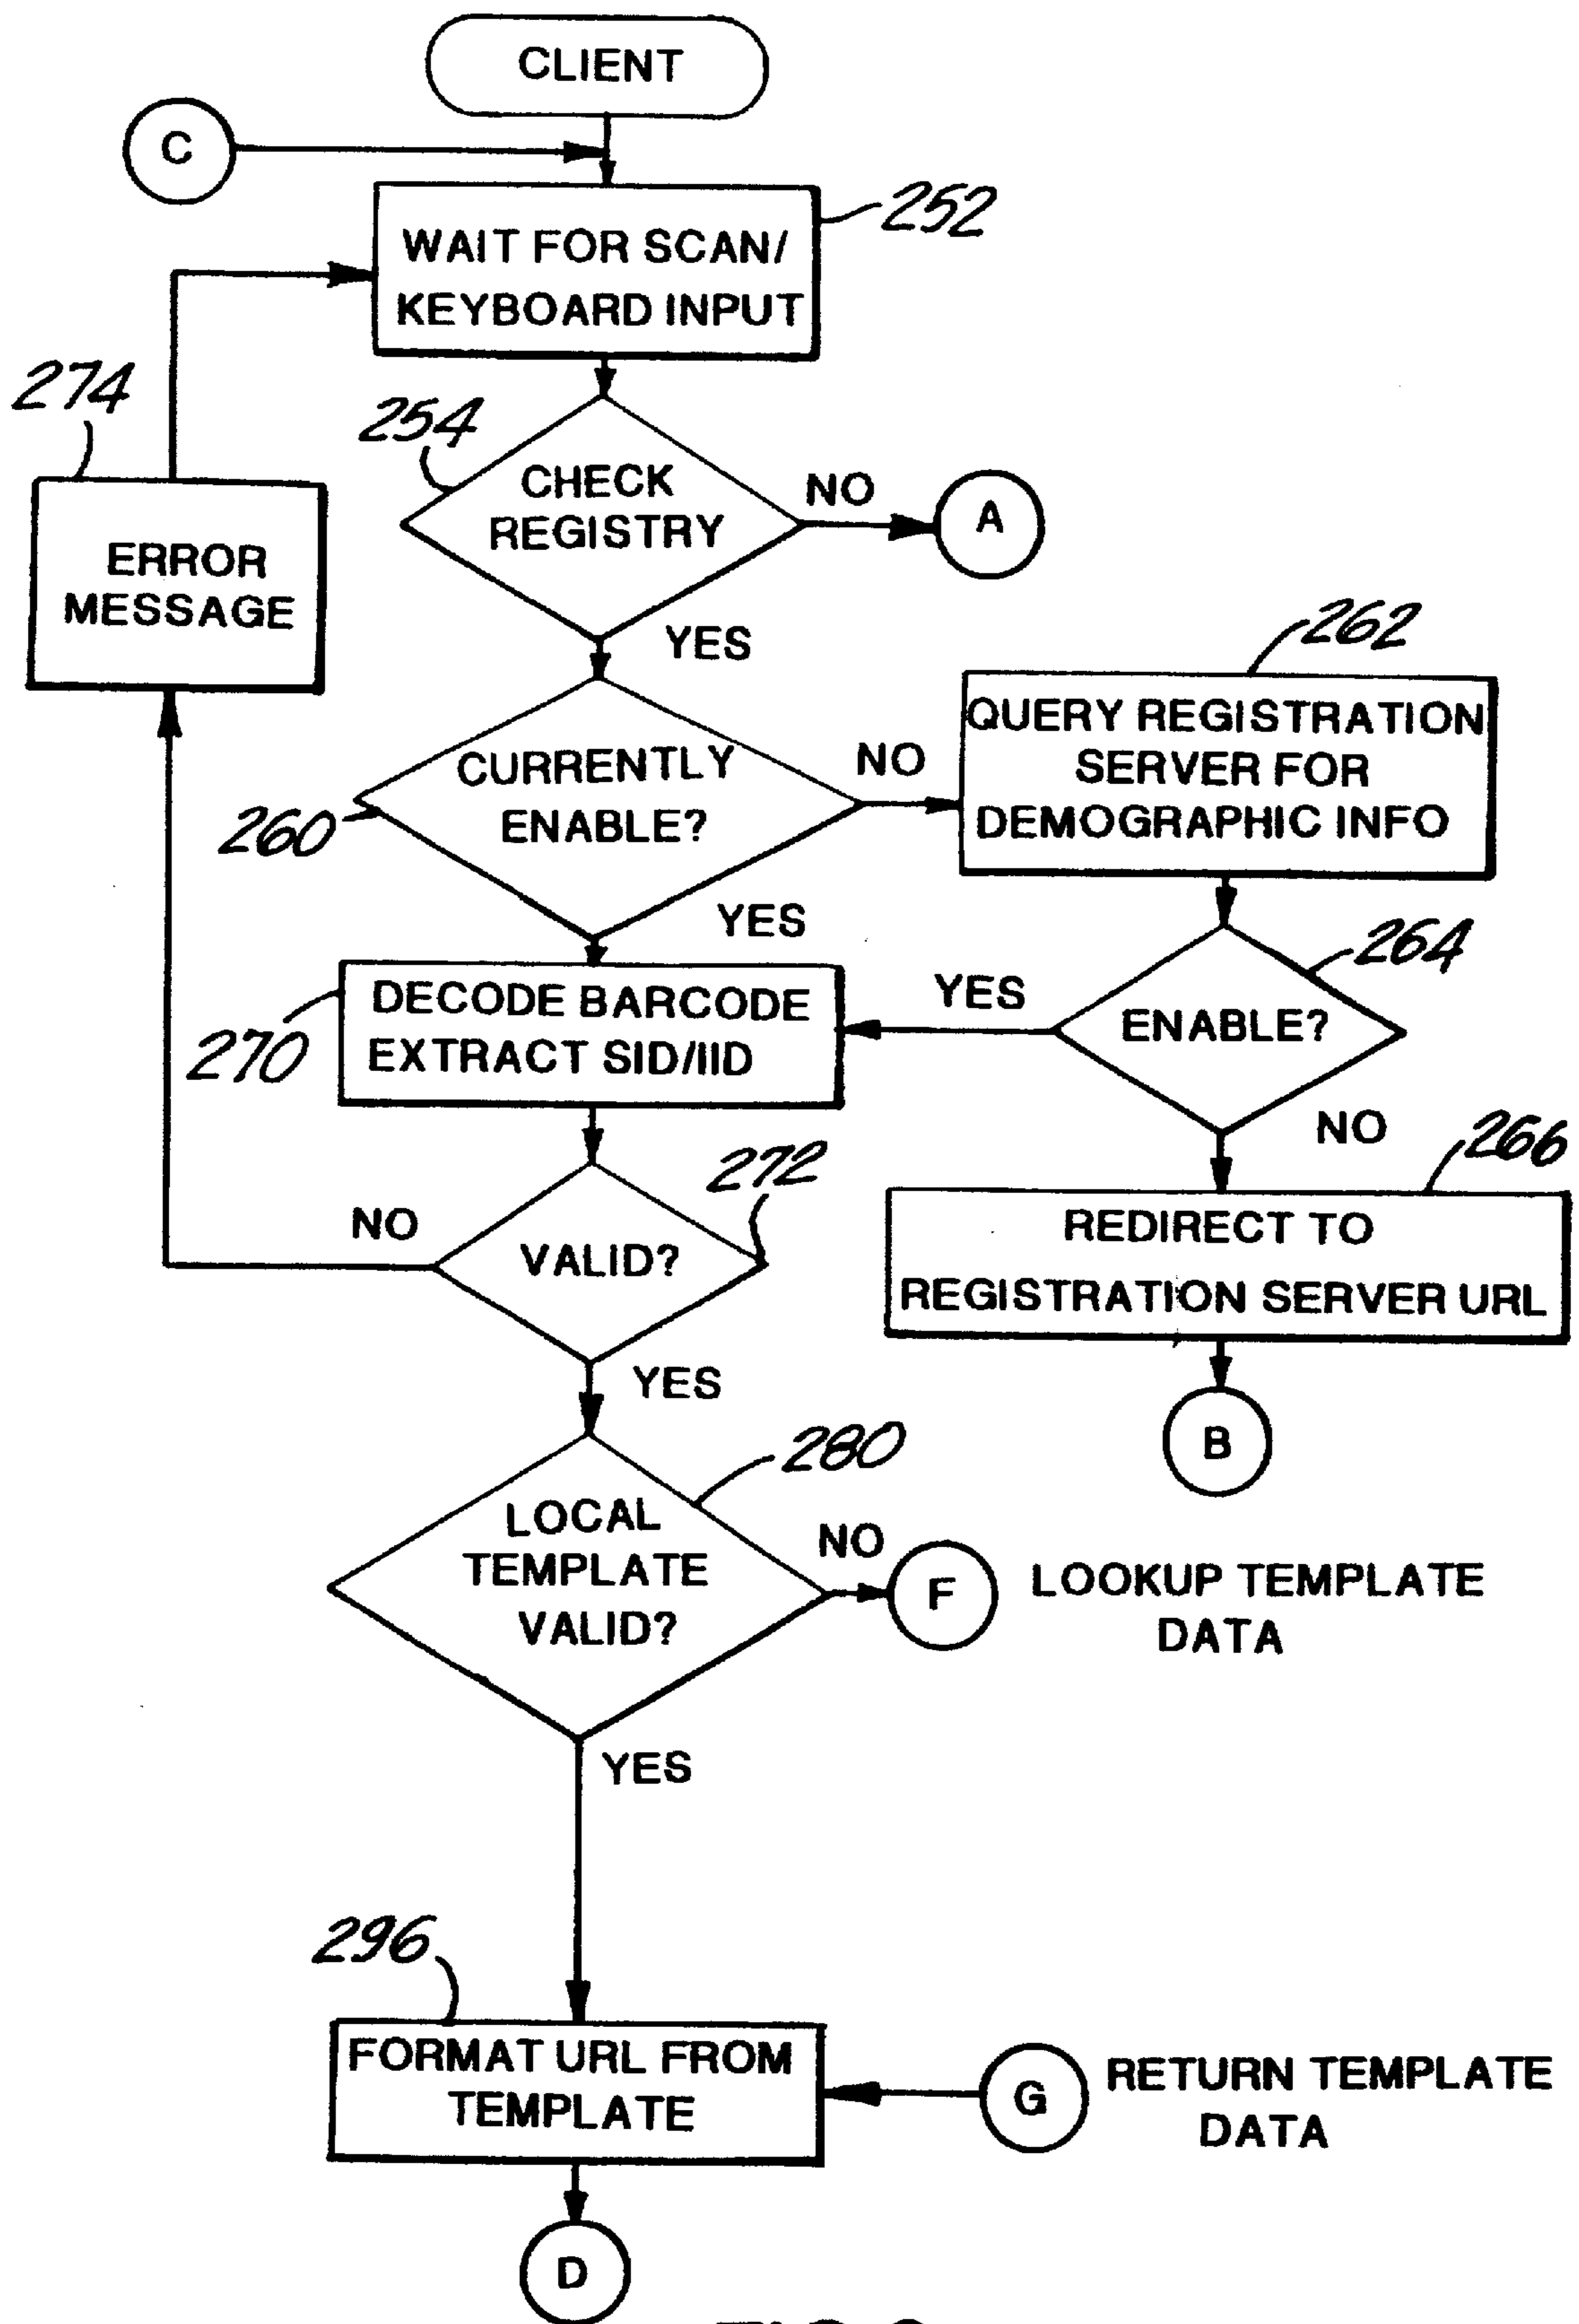 CLIENT
C
252
WAIT FOR SCAN/
KEYBOARD INPUT
274
254
CHECK
REGISTRY
NO
A
ERROR
MESSAGE
YES
262
QUERY REGISTRATION
SERVER FOR
DEMOGRAPHIC INFO
CURRENTLY
ENABLE?
NO
260
YES
264
DECODE BARCODE
EXTRACT SID/IID
270
YES
ENABLE?
NO
266
272
NO
VALID?
REDIRECT TO
REGISTRATION SERVER URL
YES
B
280
LOCAL
TEMPLATE
VALID?
NO
F
LOOKUP TEMPLATE
DATA
YES
296
FORMAT URL FROM
TEMPLATE
G
RETURN TEMPLATE
DATA
D